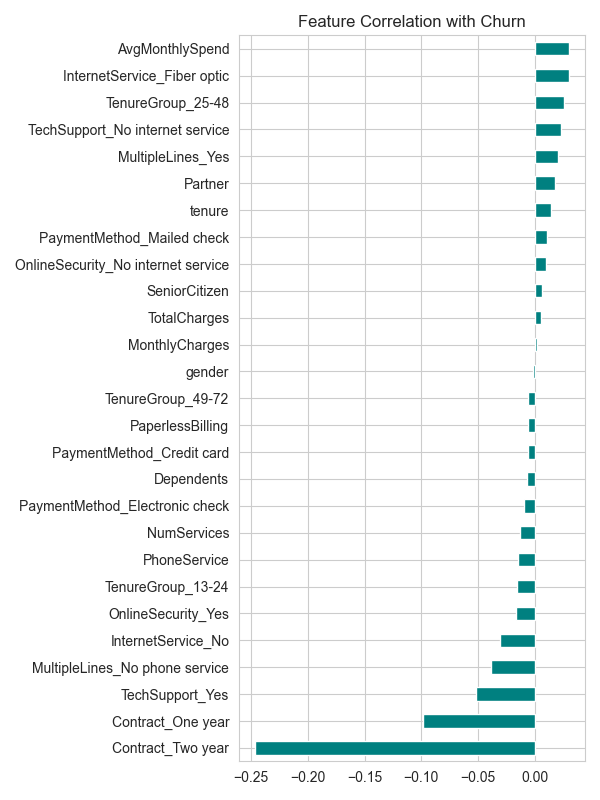 Feature Correlation with Churn
AvgMonthlySpend
InternetService_Fiber optic
TenureGroup_25-48
TechSupport_No internet service
MultipleLines_Yes
Partner
tenure
PaymentMethod_Mailed check
OnlineSecurity_No internet service
SeniorCitizen
TotalCharges
MonthlyCharges
gender
TenureGroup_49-72
PaperlessBilling
PaymentMethod_Credit card
Dependents
PaymentMethod_Electronic check
NumServices
PhoneService
TenureGroup_13-24
OnlineSecurity_Yes
InternetService_No
MultipleLines_No phone service
TechSupport_Yes
Contract_One year
Contract_Two year
−0.25 −0.20 −0.15 −0.10 −0.05 0.00